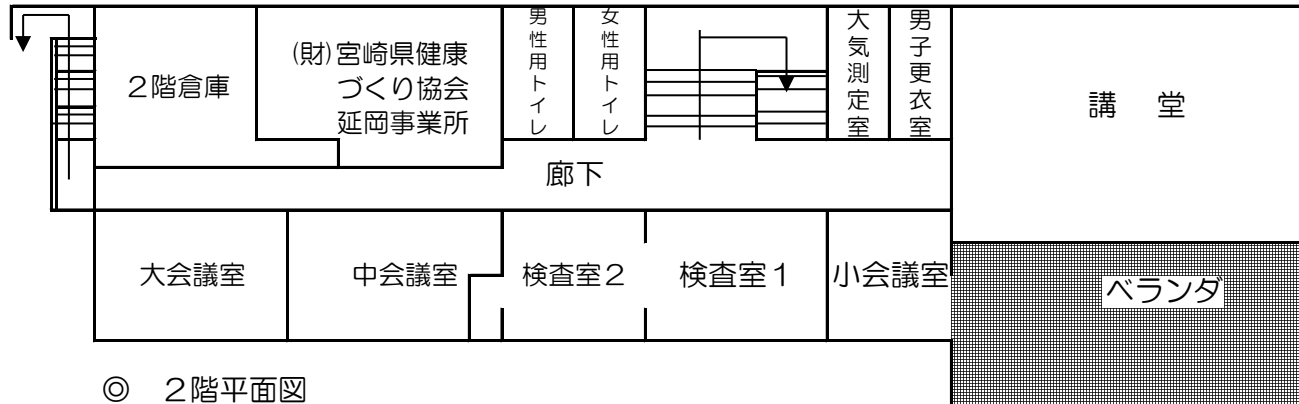 2階倉庫
(財)宮崎県健康
づくり協会
延岡事業所
男性用トイレ
女性用トイレ
大気測定室
男子更衣室
講 堂
廊下
大会議室
中会議室
検査室2
検査室1
小会議室
ベランダ
◎ 2階平面図